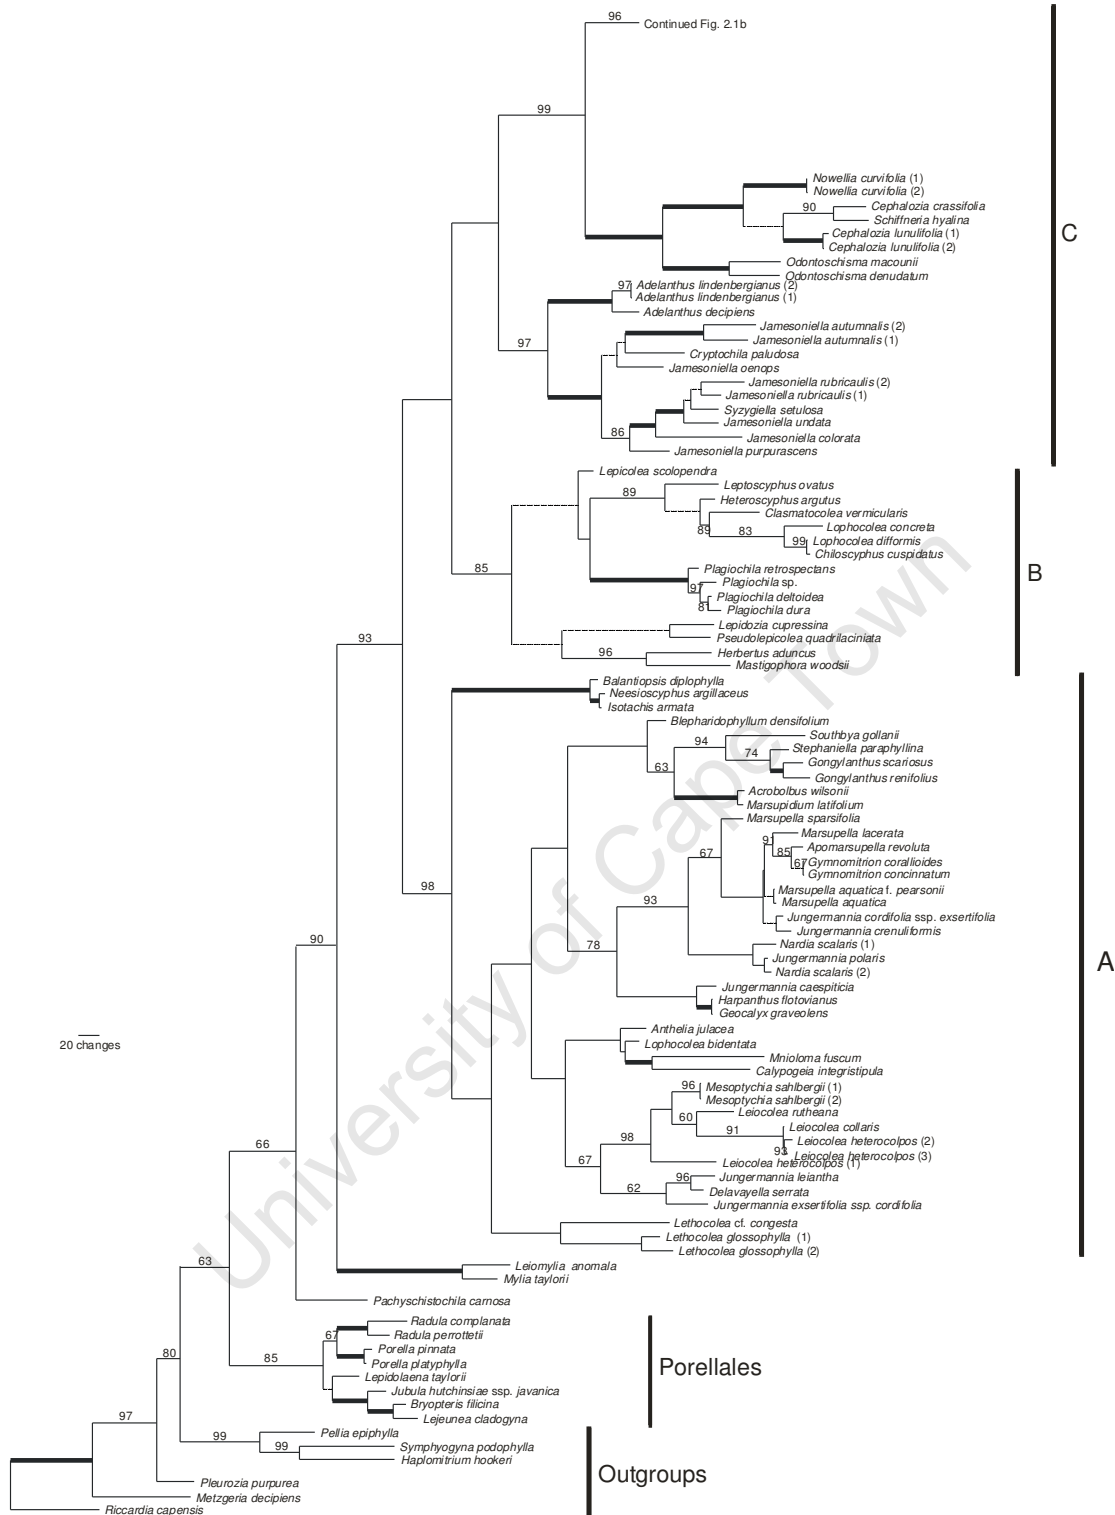 96
Continued Fig. 2.1b
99
Nowellia curvifolia (1)
Nowellia curvifolia (2)
90
Cephalozia crassifolia
Schiffneria hyalina
Cephalozia lunulifolia (1)
C
Cephalozia lunulifolia (2)
Odontoschisma macounii
Odontoschisma denudatum
97
Adelanthus lindenbergianus (2)
Adelanthus lindenbergianus (1)
Adelanthus decipiens
Jamesoniella autumnalis (2)
97
Jamesoniella autumnalis (1)
Cryptochila paludosa
Jamesoniella oenops
Jamesoniella rubricaulis (2)
Jamesoniella rubricaulis (1)
Syzygiella setulosa
Jamesoniella undata
86
Jamesoniella colorata
Jamesoniella purpurascens
Lepicolea scolopendra
Leptoscyphus ovatus
89
Heteroscyphus argutus
Clasmatocolea vermicularis
89
83
Lophocolea concreta
99
Lophocolea difformis
Chiloscyphus cuspidatus
85
Plagiochila retrospectans
B
97
Plagiochila sp.
Plagiochila deltoidea
81
Plagiochila dura
Lepidozia cupressina
93
Pseudolepicolea quadrilaciniata
96
Herbertus aduncus
Mastigophora woodsii
Balantiopsis diplophylla
Neesioscyphus argillaceus
Isotachis armata
Blepharidophyllum densifolium
94
Southbya gollanii
74
Stephaniella paraphyllina
63
Gongylanthus scariosus
Gongylanthus renifolius
Acrobolbus wilsonii
Marsupidium latifolium
Marsupella sparsifolia
91
Marsupella lacerata
67
85
Apomarsupella revoluta
67
Gymnomitrion corallioides
Gymnomitrion concinnatum
98
Marsupella aquatica f. pearsonii
93
Marsupella aquatica
Jungermannia cordifolia ssp. exsertifolia
Jungermannia crenuliformis
90
78
Nardia scalaris (1)
Jungermannia polaris
A
Nardia scalaris (2)
Jungermannia caespiticia
Harpanthus flotovianus
Geocalyx graveolens
Anthelia julacea
20 changes
Lophocolea bidentata
Mnioloma fuscum
Calypogeia integristipula
96
Mesoptychia sahlbergii (1)
Mesoptychia sahlbergii (2)
60
Leiocolea rutheana
91
Leiocolea collaris
66
98
Leiocolea heterocolpos (2)
93
Leiocolea heterocolpos (3)
67
Leiocolea heterocolpos (1)
96
Jungermannia leiantha
62
Delavayella serrata
Jungermannia exsertifolia ssp. cordifolia
Lethocolea cf. congesta
Lethocolea glossophylla (1)
Lethocolea glossophylla (2)
63
Leiomylia anomala
Mylia taylorii
Pachyschistochila carnosa
Radula complanata
67
Radula perrottetii
80
85
Porella pinnata
Porella platyphylla
Porellales
Lepidolaena taylorii
Jubula hutchinsiae ssp. javanica
Bryopteris filicina
97
Lejeunea cladogyna
99
Pellia epiphylla
99
Symphyogyna podophylla
Haplomitrium hookeri
Outgroups
Pleurozia purpurea
Metzgeria decipiens
Riccardia capensis
University of Cape Town